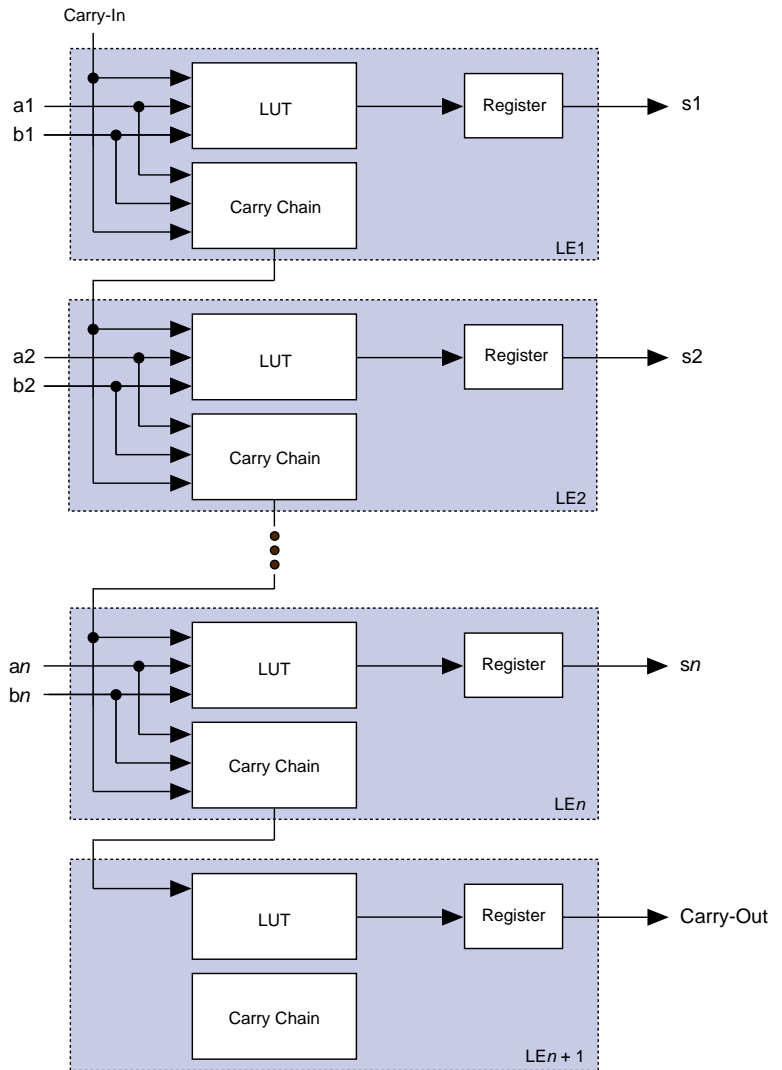 Carry-In
a1
b1
LUT
Register
s1
Carry Chain
LE1
a2
b2
LUT
Register
s2
Carry Chain
LE2
an
bn
LUT
Register
sn
Carry Chain
LEn
LUT
Register
Carry-Out
Carry Chain
LEn + 1